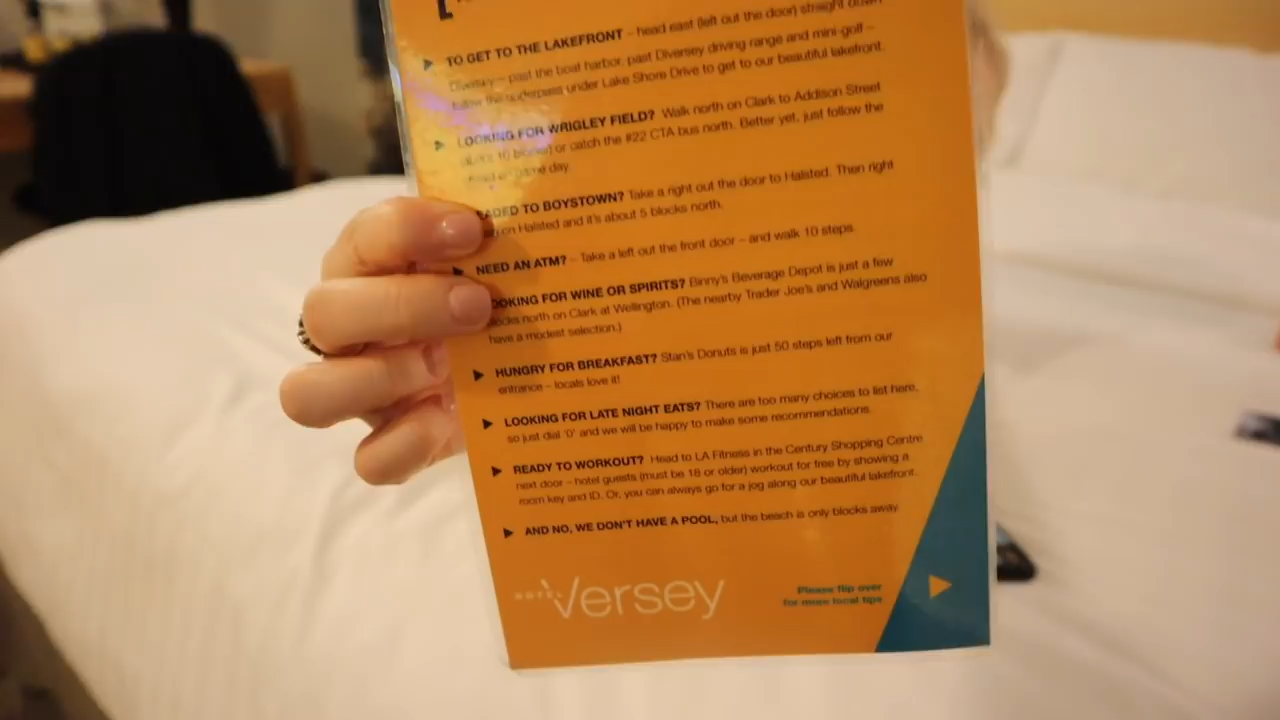 TO GET TO THE LAKEFRONT – head east (left out the door) straight down
Diversey – past the boat harbor, past Diversey driving range and mini-golf –
below the underpass under Lake Shore Drive to get to our beautiful lakefront.
LOOKING FOR WRIGLEY FIELD? Walk north on Clark to Addison Street
(about 10 blocks) or catch the #22 CTA bus north. Better yet, just follow the
crowd on game day.
EADED TO BOYSTOWN? Take a right out the door to Halsted. Then right
on Halsted and it's about 5 blocks north.
NEED AN ATM? – Take a left out the front door – and walk 10 steps.
OOKING FOR WINE OR SPIRITS? Binny's Beverage Depot is just a few
locks north on Clark at Wellington. (The nearby Trader Joe's and Walgreens also
have a modest selection.)
HUNGRY FOR BREAKFAST? Stan's Donuts is just 50 steps left from our
entrance – locals love it!
LOOKING FOR LATE NIGHT EATS? There are too many choices to list here,
so just dial '0' and we will be happy to make some recommendations.
READY TO WORKOUT? Head to LA Fitness in the Century Shopping Centre
next door – hotel guests (must be 18 or older) workout for free by showing a
room key and ID. Or, you can always go for a jog along our beautiful lakefront.
AND NO, WE DON'T HAVE A POOL, but the beach is only blocks away.
HOTEL Versey
Please flip over
for more local tips